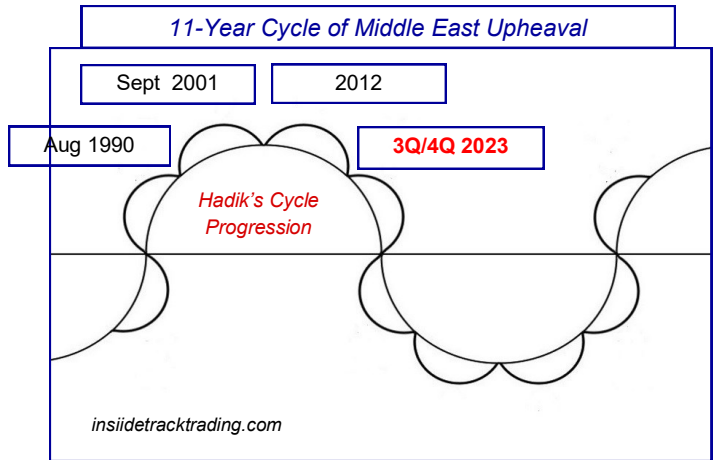 11-Year Cycle of Middle East Upheaval
Sept 2001
2012
Aug 1990
3Q/4Q 2023
Hadik's Cycle
Progression
insiidetracktrading.com